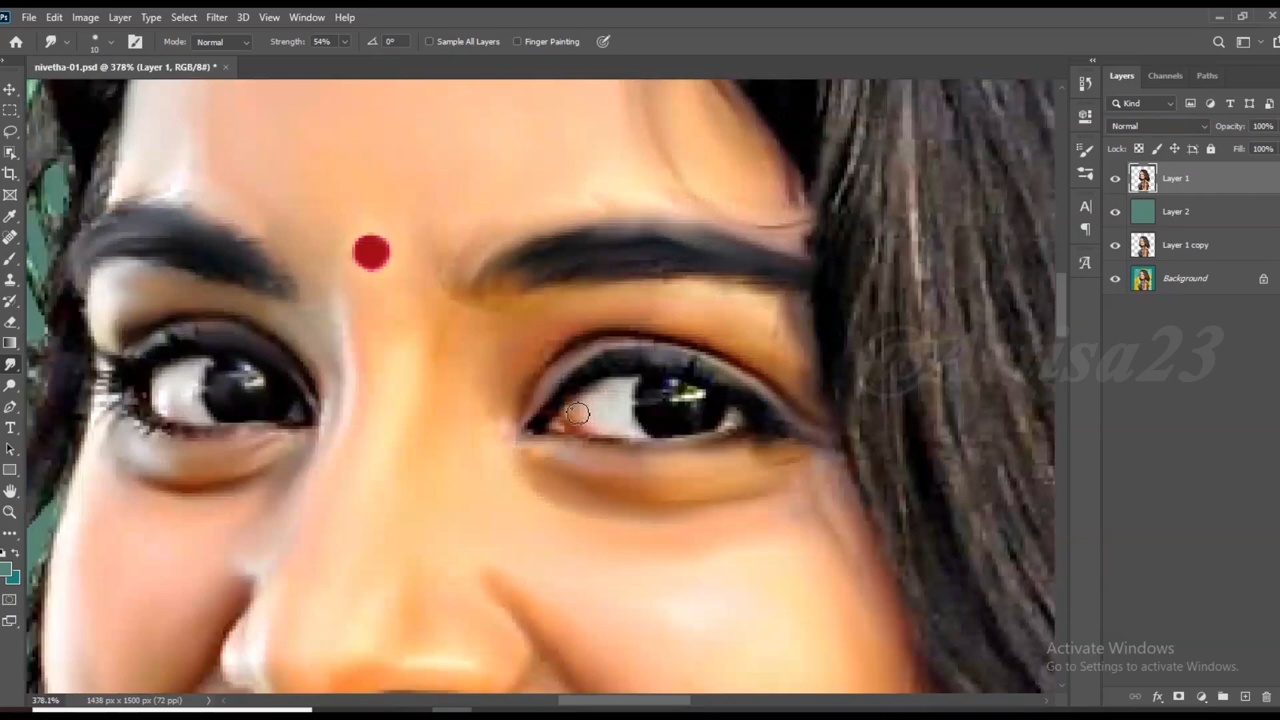 File Edit Image Layer Type Select Filter 3D View Window Help
10 Mode: Normal Strength: 54% 0° Sample All Layers Finger Painting
nivetha-01.psd @ 378% (Layer 1, RGB/8#) * ×
Layers Channels Paths
Kind
Normal Opacity: 100%
Lock: Fill: 100%
Layer 1
Layer 2
Layer 1 copy
Background
Activate Windows
Go to Settings to activate Windows.
378.1% 1438 px x 1500 px (72 ppi)